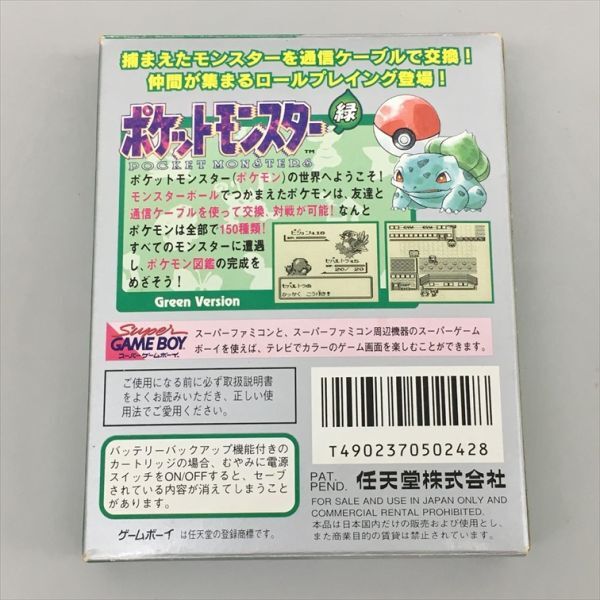 捕まえたモンスターを通信ケーブルで交換!
仲間が集まるロールプレイング登場!
ポケットモンスター 緑
TM
POCKET MONSTERS
ポケットモンスター(ポケモン)の世界へようこそ!
モンスターボールでつかまえたポケモンは、友達と
通信ケーブルを使って交換、対戦が可能!なんと
ポケモンは全部で150種類!
すべてのモンスターに遭遇
し、ポケモン図鑑の完成を
めざそう!
Green Version
20/20
Super
GAME BOY
スーパーゲームボーイ
スーパーファミコンと、スーパーファミコン周辺機器のスーパーゲーム
ボーイを使えば、テレビでカラーのゲーム画面を楽しむことができます。
ご使用になる前に必ず取扱説明書
をよくお読みいただき、正しい使
用法でご愛用ください。
バッテリーバックアップ機能付きの
カートリッジの場合、むやみに電源
スイッチをON/OFFすると、セーブ
されている内容が消えてしまうこと
があります。
ゲームボーイ は任天堂の登録商標です。
T4902370502428
PAT.
PEND.
任天堂株式会社
FOR SALE AND USE IN JAPAN ONLY AND
COMMERCIAL RENTAL PROHIBITED.
本品は日本国内だけの販売および使用とし、
また商業目的の賃貸は禁止されています。